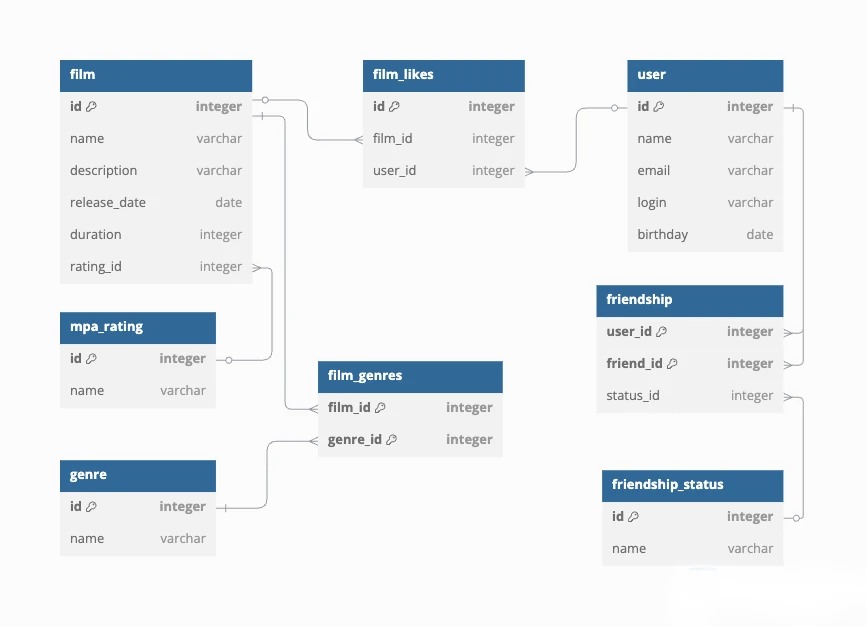 film
id integer
name varchar
description varchar
release_date date
duration integer
rating_id integer
film_likes
id integer
film_id integer
user_id integer
user
id integer
name varchar
email varchar
login varchar
birthday date
friendship
user_id integer
friend_id integer
status_id integer
mpa_rating
id integer
name varchar
film_genres
film_id integer
genre_id integer
genre
id integer
name varchar
friendship_status
id integer
name varchar